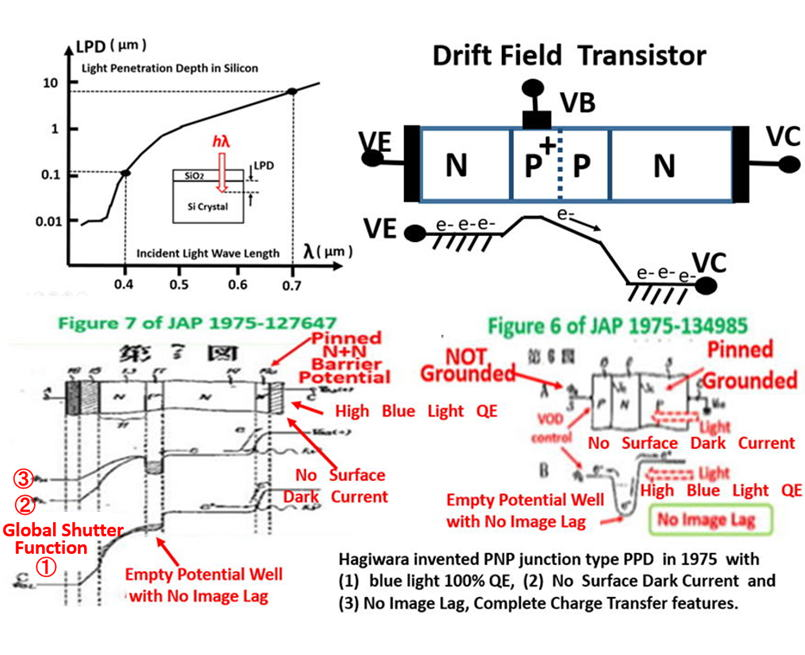 LPD ( μm )
Light Penetration Depth in Silicon
10
1
0.1
0.01
hλ
LPD
SiO2
Si Crystal
Incident Light Wave Length
λ ( μm )
0.4
0.5
0.6
0.7
Drift Field Transistor
VB
VE
VC
N
P+
P
N
VE
e- e-e-
e-
e- e- e-
VC
Figure 7 of JAP 1975-127647
第 7 図
Pinned
N+N
Barrier
Potential
High Blue Light QE
No Surface
Dark Current
③
②
Global Shutter
Function
①
Empty Potential Well
with No Image Lag
Figure 6 of JAP 1975-134985
第 6 図
NOT
Grounded
Pinned
Grounded
A
P
N
VOD
control
Light
No Surface Dark Current
B
Light
High Blue Light QE
Empty Potential Well
with No Image Lag
No Image Lag
Hagiwara invented PNP junction type PPD in 1975 with
(1) blue light 100% QE, (2) No Surface Dark Current and
(3) No Image Lag, Complete Charge Transfer features.